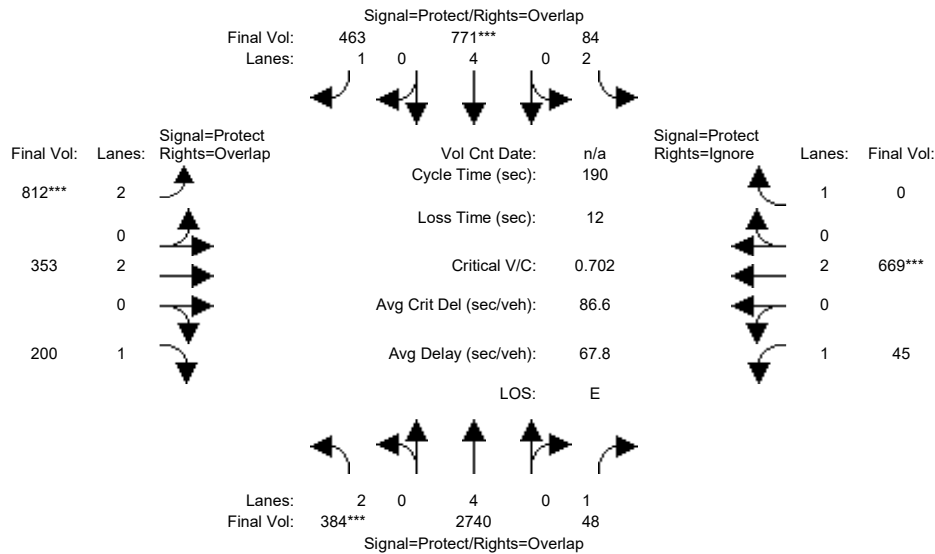 Signal=Protect/Rights=Overlap
Final Vol: 463 771*** 84
Lanes: 1 0 4 0 2
Signal=Protect Signal=Protect
Final Vol: Lanes: Rights=Overlap Vol Cnt Date: n/a Rights=Ignore Lanes: Final Vol:
Cycle Time (sec): 190
812*** 2 1 0
Loss Time (sec): 12
0 0
353 2 Critical V/C: 0.702 2 669***
0 Avg Crit Del (sec/veh): 86.6 0
200 1 Avg Delay (sec/veh): 67.8 1 45
LOS: E
Lanes: 2 0 4 0 1
Final Vol: 384*** 2740 48
Signal=Protect/Rights=Overlap